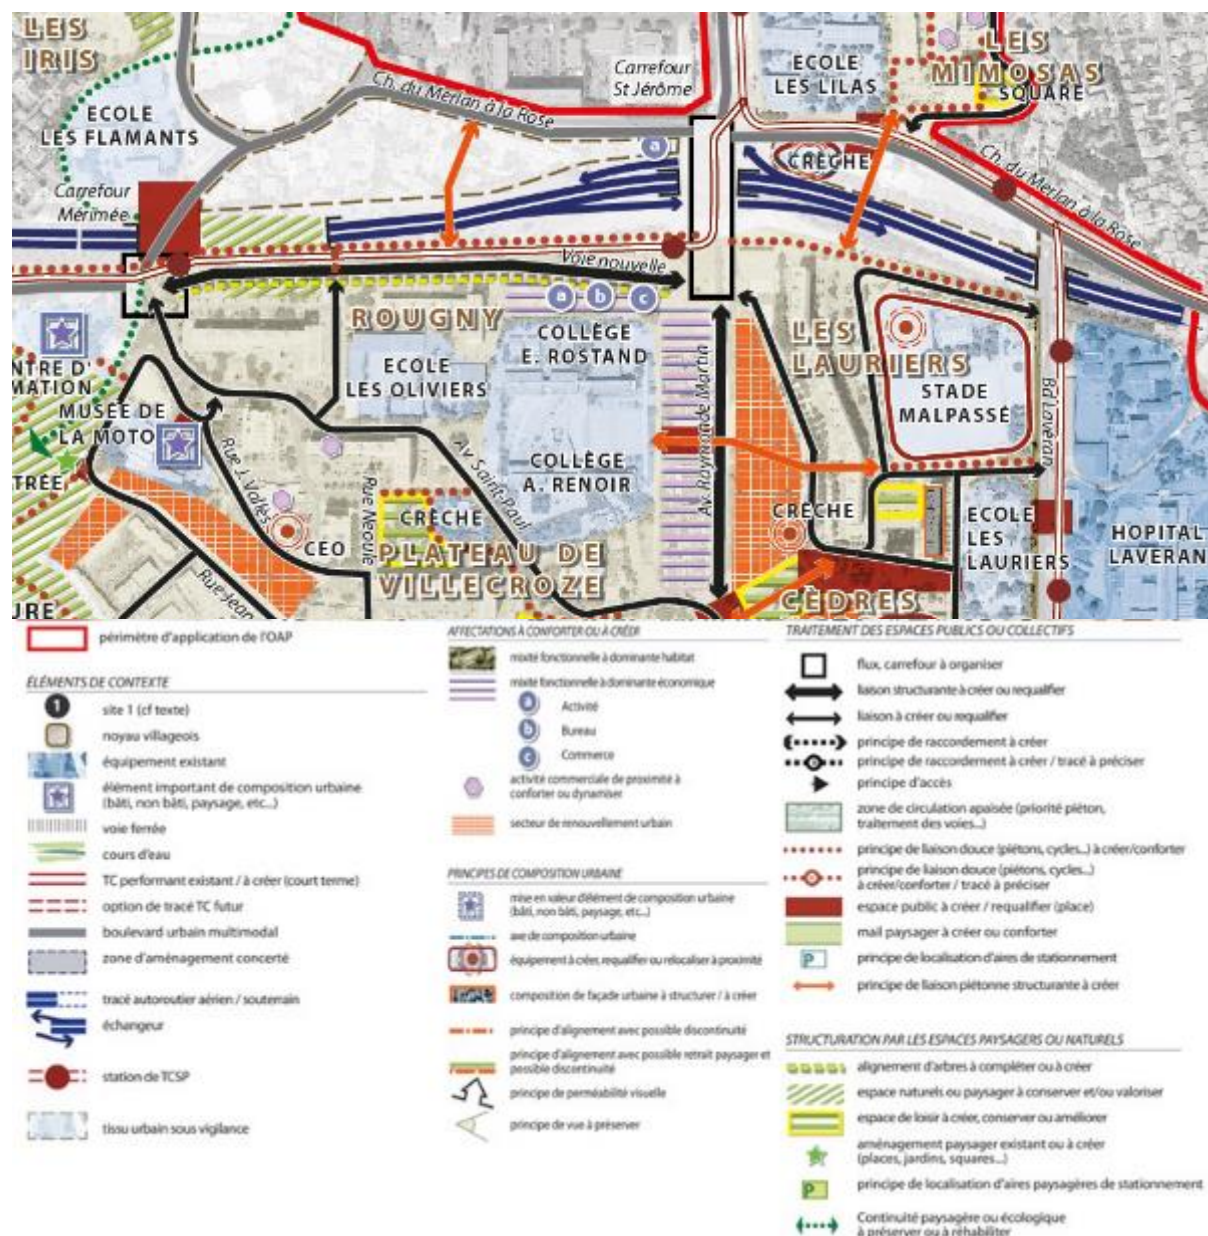 LES
IRIS
ECOLE
LES FLAMANTS
Carrefour
Mérimée
Ch. du Merlan à la Rose
Carrefour
St Jérôme
ECOLE
LES LILAS
LES
MIMOSAS
SQUARE
a
CRÈCHE
Ch. du Merlan à la Rose
Voie nouvelle
a
b
c
ROUGNY
COLLÈGE
E. ROSTAND
ECOLE
LES OLIVIERS
LES
LAURIERS
STADE
MALPASSÉ
NTRE D'
MATION
MUSÉE DE
LA MOTO
TRÉE
Rue J. Vallès
Rue Negue
Av. Saint-Paul
COLLÈGE
A. RENOIR
Av. Raymonde Martin
Bd Lavéran
CRÈCHE
CEO
CRÈCHE
ECOLE
LES
LAURIERS
HOPITAL
LAVERAN
PLATEAU DE
VILLECROZE
CÈDRES
URE
Rue Jean
périmètre d'application de l'OAP
ÉLÉMENTS DE CONTEXTE
1
site 1 (cf texte)
noyau villageois
équipement existant
élément important de composition urbaine
(bâti, non bâti, paysage, etc...)
voie ferrée
cours d'eau
TC performant existant / à créer (court terme)
option de tracé TC futur
boulevard urbain multimodal
zone d'aménagement concerté
tracé autoroutier aérien / souterrain
échangeur
station de TCSP
tissu urbain sous vigilance
AFFECTATIONS À CONFORTER OU À CRÉER
mixité fonctionnelle à dominante habitat
mixité fonctionnelle à dominante économique
a Activité
b Bureau
c Commerce
activité commerciale de proximité à
conforter ou dynamiser
secteur de renouvellement urbain
PRINCIPES DE COMPOSITION URBAINE
mise en valeur d'élément de composition urbaine
(bâti, non bâti, paysage, etc...)
axe de composition urbaine
équipement à créer, requalifier ou relocaliser à proximité
composition de façade urbaine à structurer / à créer
principe d'alignement avec possible discontinuité
principe d'alignement avec possible retrait paysager et
possible discontinuité
principe de perméabilité visuelle
principe de vue à préserver
TRAITEMENT DES ESPACES PUBLICS OU COLLECTIFS
flux, carrefour à organiser
liaison structurante à créer ou requalifier
liaison à créer ou requalifier
principe de raccordement à créer
principe de raccordement à créer / tracé à préciser
principe d'accès
zone de circulation apaisée (priorité piéton,
traitement des voies...)
principe de liaison douce (piétons, cycles...) à créer/conforter
principe de liaison douce (piétons, cycles...)
à créer/conforter / tracé à préciser
espace public à créer / requalifier (place)
mail paysager à créer ou conforter
P
principe de localisation d'aires de stationnement
principe de liaison piétonne structurante à créer
STRUCTURATION PAR LES ESPACES PAYSAGERS OU NATURELS
alignement d'arbres à compléter ou à créer
espace naturels ou paysager à conserver et/ou valoriser
espace de loisir à créer, conserver ou améliorer
aménagement paysager existant ou à créer
(places, jardins, squares...)
P
principe de localisation d'aires paysagères de stationnement
Continuité paysagère ou écologique
à préserver ou à réhabiliter